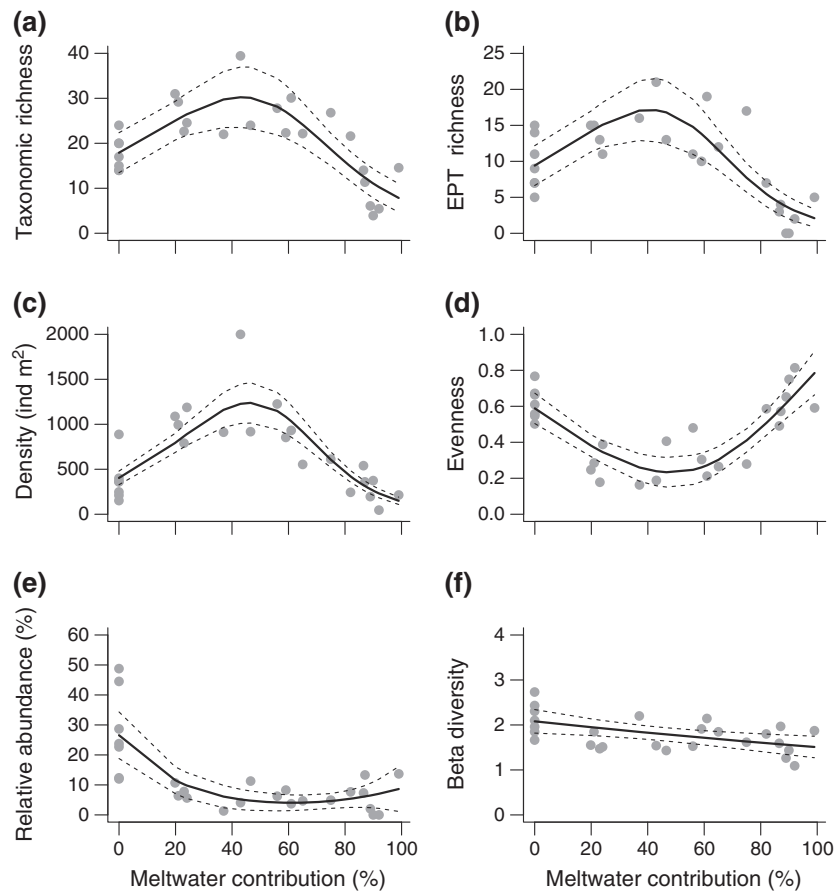 (a)
Taxonomic richness
40
30
20
10
0
(b)
EPT richness
25
20
15
10
5
0
(c)
Density (ind m²)
2000
1500
1000
500
0
(d)
Evenness
1.0
0.8
0.6
0.4
0.2
0.0
(e)
Relative abundance (%)
60
50
40
30
20
10
0
0 20 40 60 80 100
Meltwater contribution (%)
(f)
Beta diversity
4
3
2
1
0
0 20 40 60 80 100
Meltwater contribution (%)